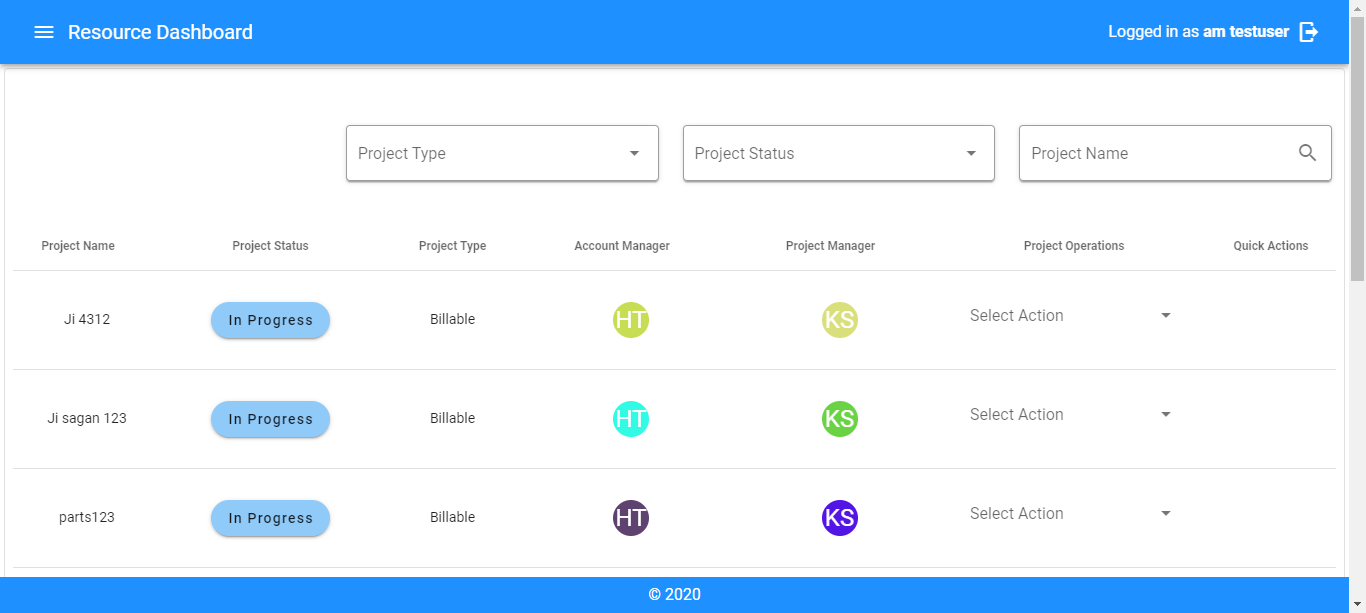 Resource Dashboard
Logged in as am testuser
Project Type
Project Status
Project Name
Project Name Project Status Project Type Account Manager Project Manager Project Operations Quick Actions
Ji 4312 In Progress Billable HT KS Select Action
Ji sagan 123 In Progress Billable HT KS Select Action
parts123 In Progress Billable HT KS Select Action
© 2020